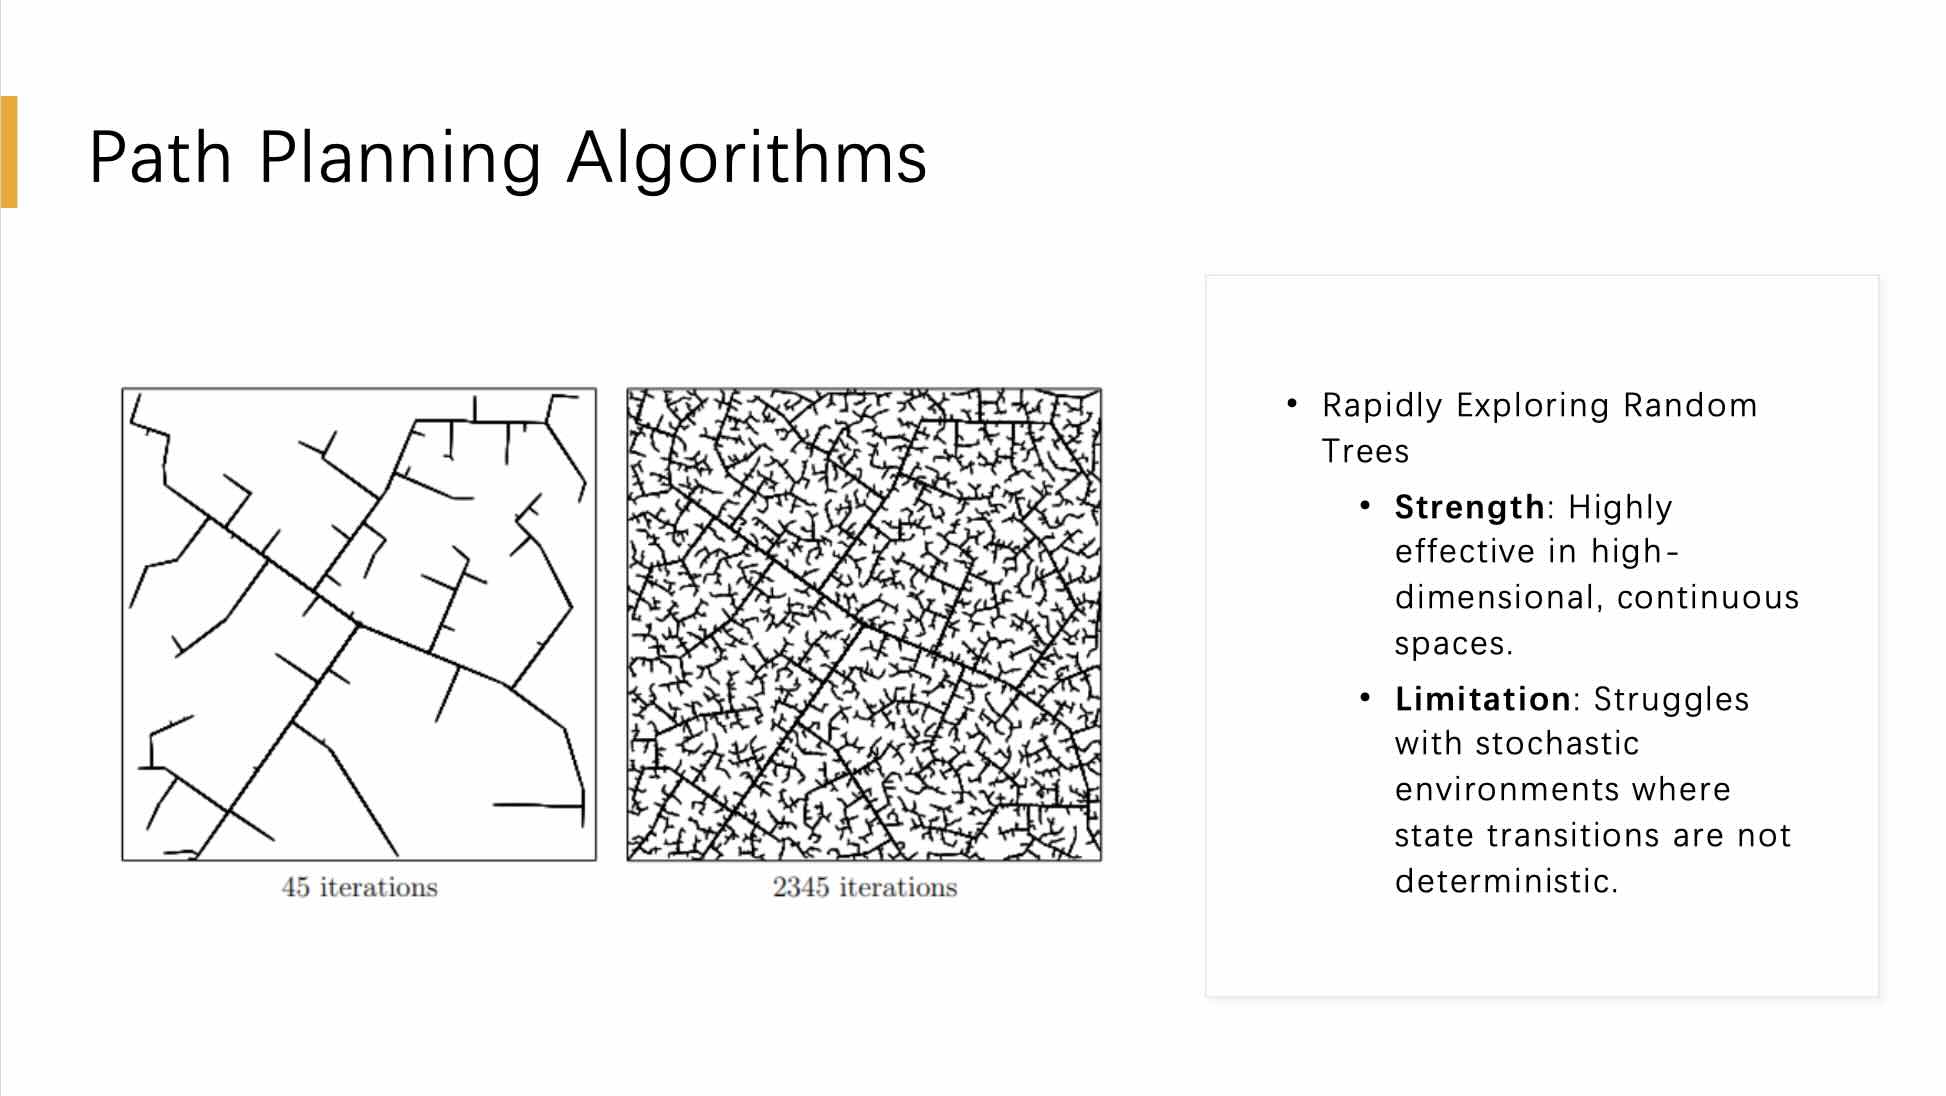 Path Planning Algorithms
45 iterations
2345 iterations
• Rapidly Exploring Random
Trees
• Strength: Highly
effective in high-
dimensional, continuous
spaces.
• Limitation: Struggles
with stochastic
environments where
state transitions are not
deterministic.